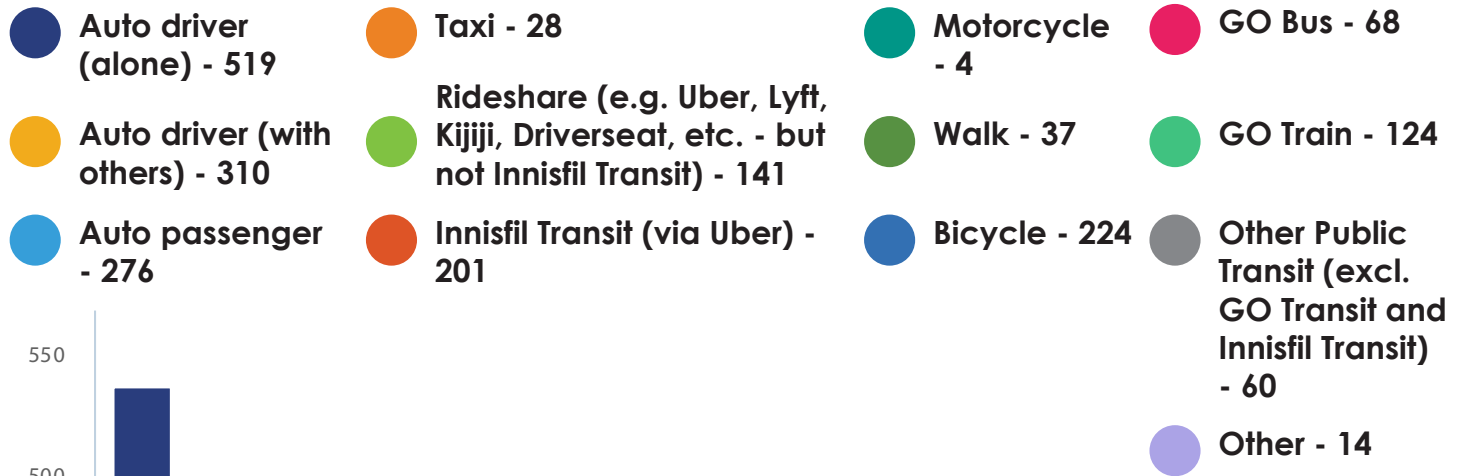 Auto driver
(alone) - 519
Auto driver (with
others) - 310
Auto passenger
- 276
Taxi - 28
Rideshare (e.g. Uber, Lyft,
Kijiji, Driverseat, etc. - but
not Innisfil Transit) - 141
Innisfil Transit (via Uber) -
201
Motorcycle
- 4
Walk - 37
Bicycle - 224
GO Bus - 68
GO Train - 124
Other Public
Transit (excl.
GO Transit and
Innisfil Transit)
- 60
Other - 14
550
500